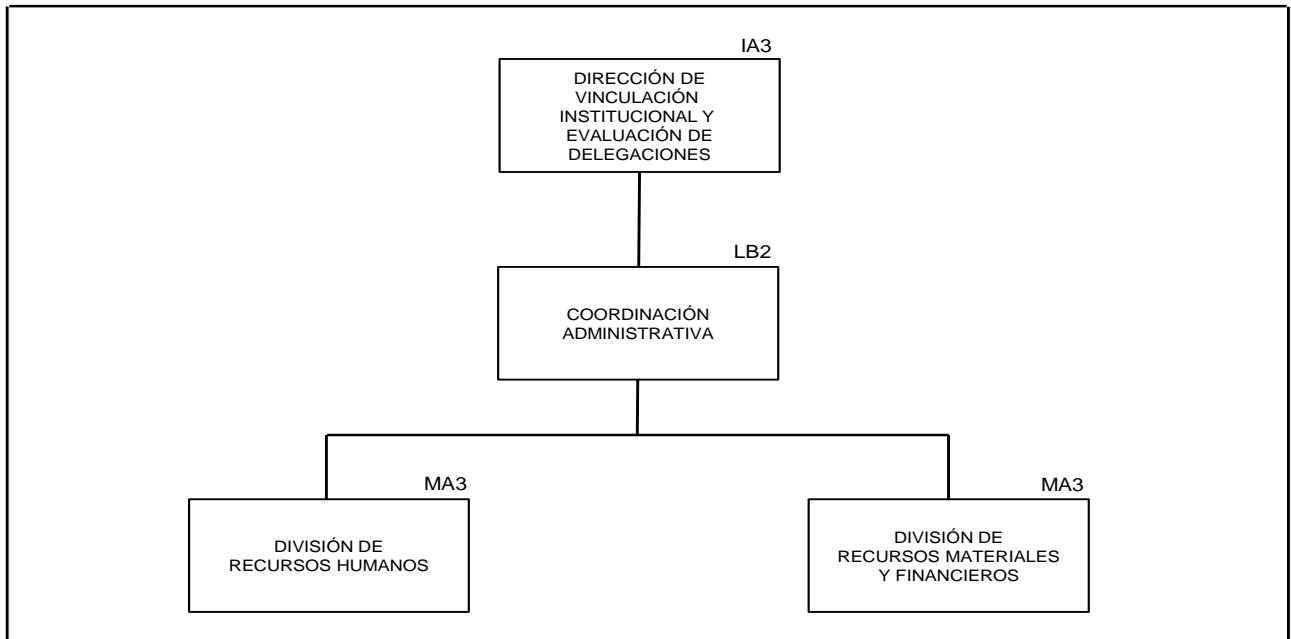 IA3
DIRECCIÓN DE
VINCULACIÓN
INSTITUCIONAL Y
EVALUACIÓN DE
DELEGACIONES
LB2
COORDINACIÓN
ADMINISTRATIVA
MA3
DIVISIÓN DE
RECURSOS HUMANOS
MA3
DIVISIÓN DE
RECURSOS MATERIALES
Y FINANCIEROS